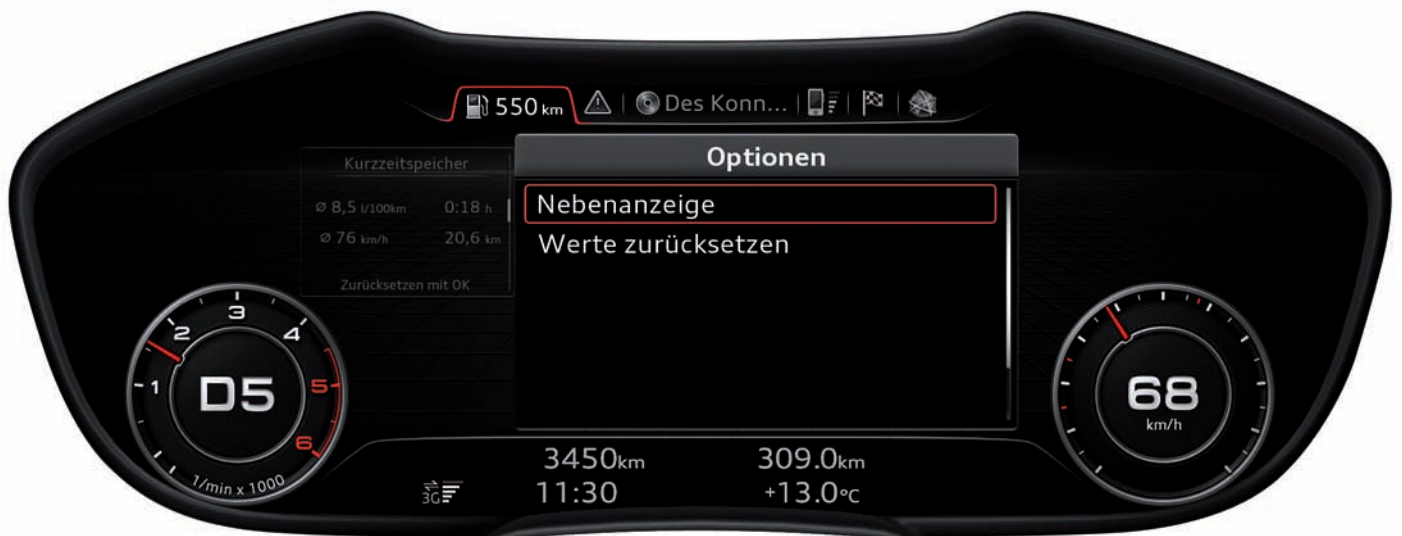 550 km
Des Konn...
Optionen
Nebenanzeige
Werte zurücksetzen
Kurzzeitspeicher
Ø 8,5 l/100km 0:18 h
Ø 76 km/h 20,6 km
Zurücksetzen mit OK
1 2 3 4 5 6
D5
1/min x 1000
68
km/h
3450km 309.0km
3G 11:30 +13.0°C